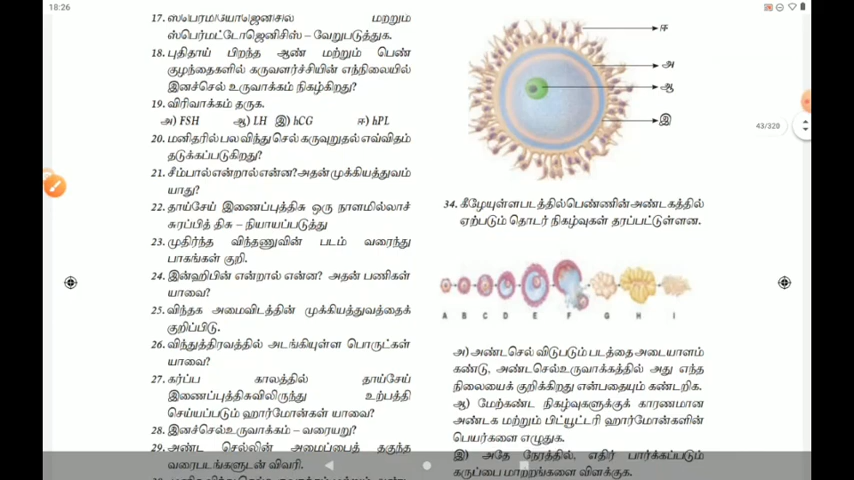 18:26
17. ஸ்பெர்மியோஜெனிசிஸ் மற்றும்
ஸ்பெர்மட்டோஜெனிசிஸ் – வேறுபடுத்துக.
18. புதிதாய் பிறந்த ஆண் மற்றும் பெண்
குழந்தைகளில் கருவளர்ச்சியின் எந்நிலையில்
இனச்செல் உருவாக்கம் நிகழ்கிறது?
19. விரிவாக்கம் தருக.
அ) FSH ஆ) LH இ) hCG ஈ) hPL
20. மனிதரில் பல விந்து செல் கருவுறுதல் எவ்விதம்
தடுக்கப்படுகிறது?
21. சீம்பால் என்றால் என்ன? அதன் முக்கியத்துவம்
யாது?
22. தாய்சேய் இணைப்புத்திசு ஒரு நாளமில்லாச்
சுரப்பித் திசு – நியாயப்படுத்து
23. முதிர்ந்த விந்தணுவின் படம் வரைந்து
பாகங்கள் குறி.
24. இன்ஹிபின் என்றால் என்ன? அதன் பணிகள்
யாவை?
25. விந்தக அமைவிடத்தின் முக்கியத்துவத்தைக்
குறிப்பிடு.
26. விந்துத்திரவத்தில் அடங்கியுள்ள பொருட்கள்
யாவை?
27. கர்ப்ப காலத்தில் தாய்சேய்
இணைப்புத்திசுவிலிருந்து உற்பத்தி
செய்யப்படும் ஹார்மோன்கள் யாவை?
28. இனச்செல் உருவாக்கம் – வரையறு?
29. அண்ட செல்லின் அமைப்பைத் தகுந்த
வரைபடங்களுடன் விவரி.
ஈ
அ
ஆ
இ
43/320
34. கீழேயுள்ள படத்தில் பெண்ணின் அண்டகத்தில்
ஏற்படும் தொடர் நிகழ்வுகள் தரப்பட்டுள்ளன.
A B C D E F G H I
அ) அண்டசெல் விடுபடும் படத்தை அடையாளம்
கண்டு, அண்டசெல் உருவாக்கத்தில் அது எந்த
நிலையைக் குறிக்கிறது என்பதையும் கண்டறிக.
ஆ) மேற்கண்ட நிகழ்வுகளுக்குக் காரணமான
அண்டக மற்றும் பிட்யூட்டரி ஹார்மோன்களின்
பெயர்களை எழுதுக.
இ) அதே நேரத்தில், எதிர் பார்க்கப்படும்
கருப்பை மாற்றங்களை விளக்குக.